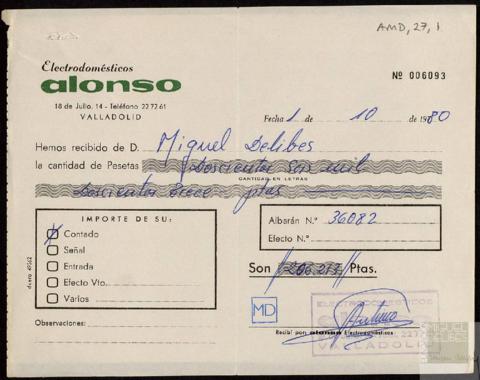 AMD, 27, 1
Electrodomésticos
alonso
18 de Julio, 14 - Teléfono 22 72 61
VALLADOLID
Nº 006093
Fecha 1 de 10 de 1980
Hemos recibido de D. Miguel Delibes
la cantidad de Pesetas Doscientas seis mil
CANTIDAD EN LETRAS
Doscientas trece ptas
IMPORTE DE SU:
Contado
Señal
Entrada
Efecto Vto.
Varios
Albarán N.º 36082
Efecto N.º
Son // 206.213 // Ptas.
Observaciones:
MD
ELECTRODOMESTICOS
VALLADOLID
Recibí por alonso Electrodomésticos: